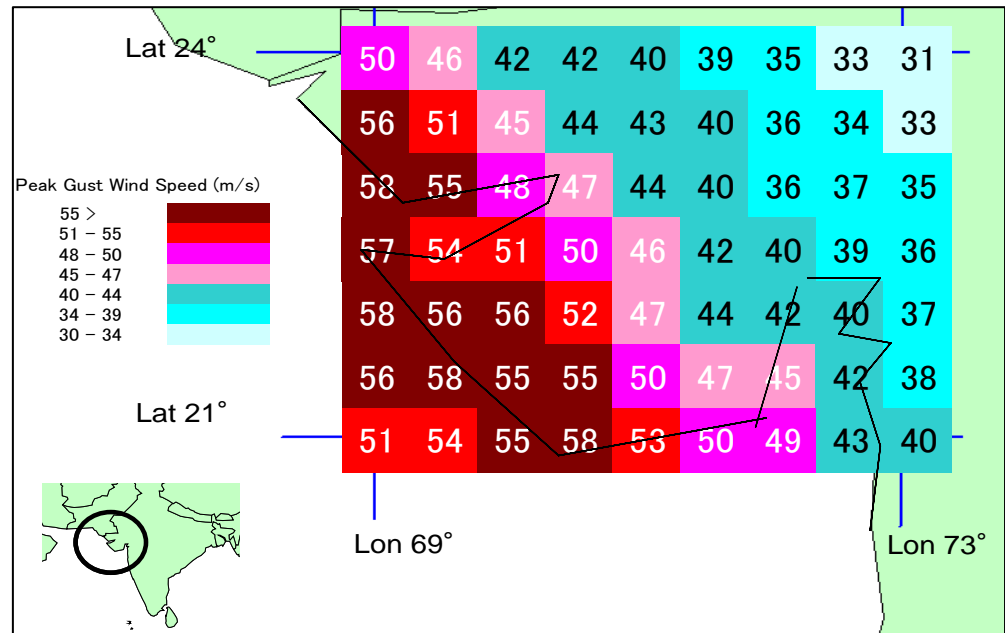 Lat 24°
50 46 42 42 40 39 35 33 31
56 51 45 44 43 40 36 34 33
58 55 48 47 44 40 36 37 35
Peak Gust Wind Speed (m/s)
55 >
51 - 55
48 - 50
45 - 47
40 - 44
34 - 39
30 - 34
57 54 51 50 46 42 40 39 36
58 56 56 52 47 44 42 40 37
56 58 55 55 50 47 45 42 38
Lat 21°
51 54 55 58 53 50 49 43 40
Lon 69°
Lon 73°